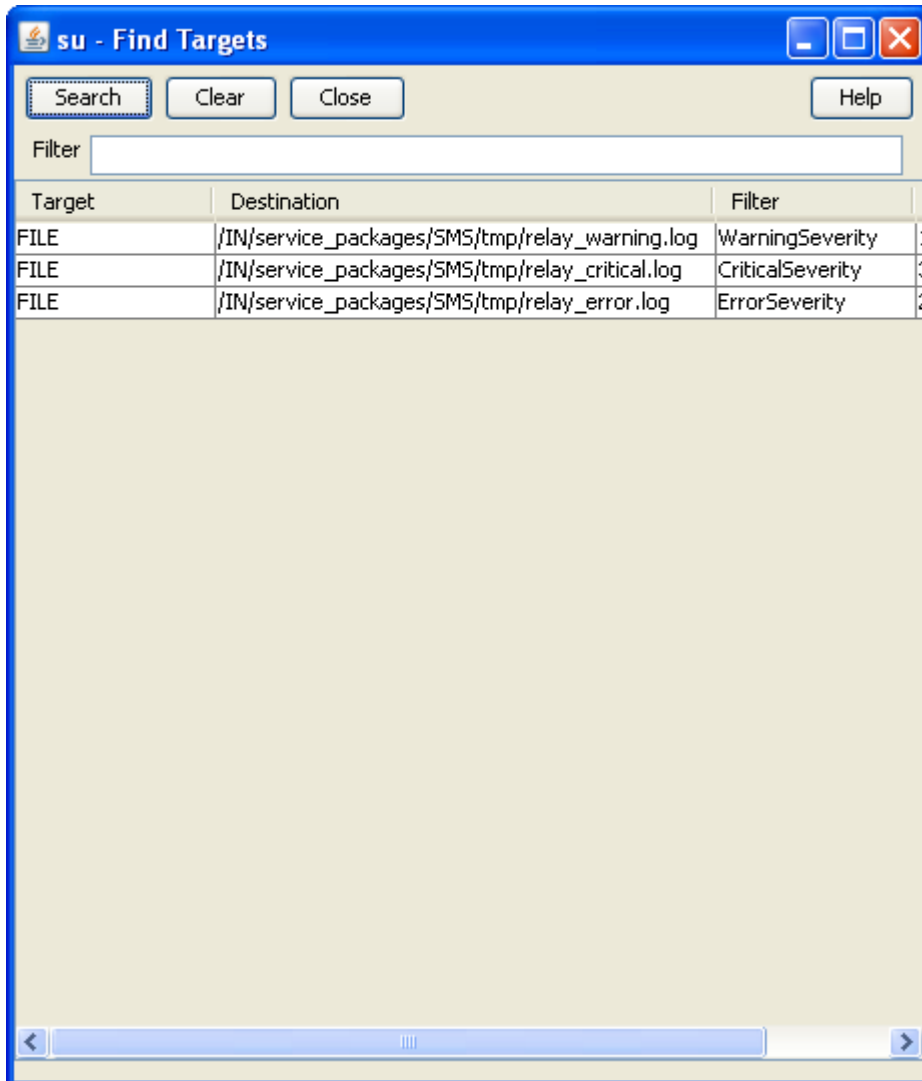 su - Find Targets
Search Clear Close Help
Filter
Target Destination Filter
FILE /IN/service_packages/SMS/tmp/relay_warning.log WarningSeverity
FILE /IN/service_packages/SMS/tmp/relay_critical.log CriticalSeverity
FILE /IN/service_packages/SMS/tmp/relay_error.log ErrorSeverity